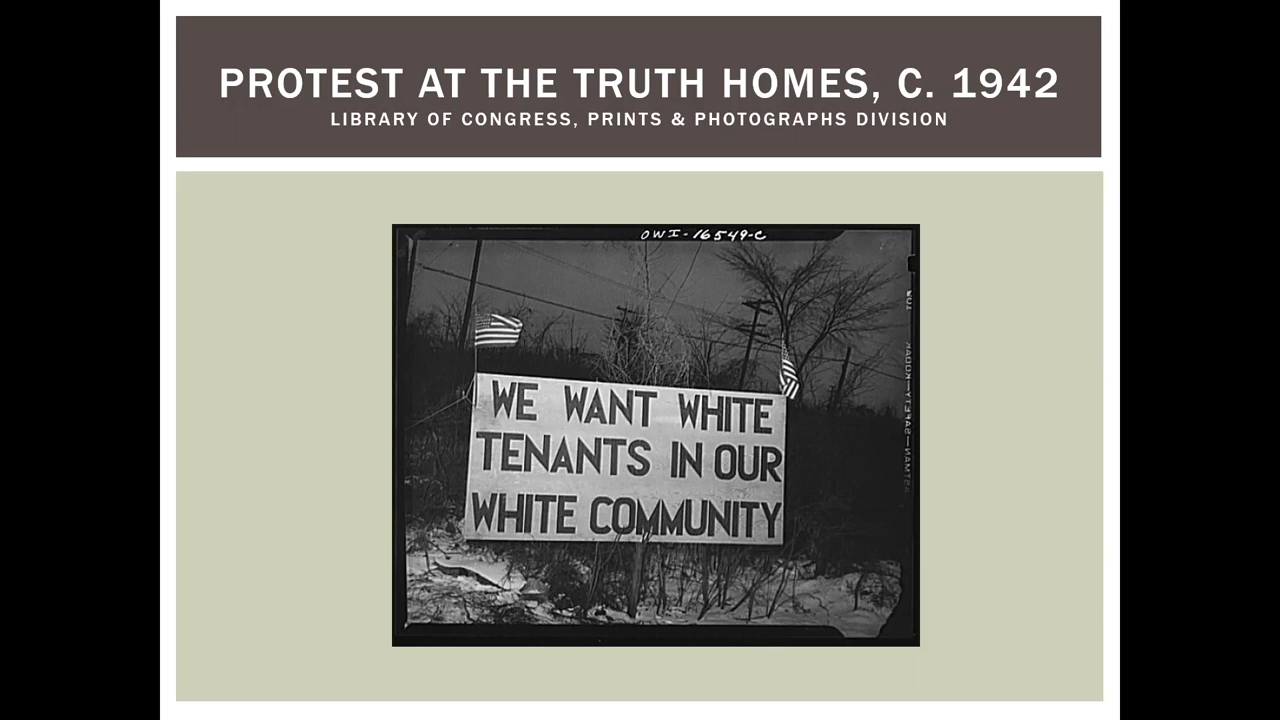 PROTEST AT THE TRUTH HOMES, C. 1942
LIBRARY OF CONGRESS, PRINTS & PHOTOGRAPHS DIVISION
OWI-16549-C
WE WANT WHITE
TENANTS IN OUR
WHITE COMMUNITY